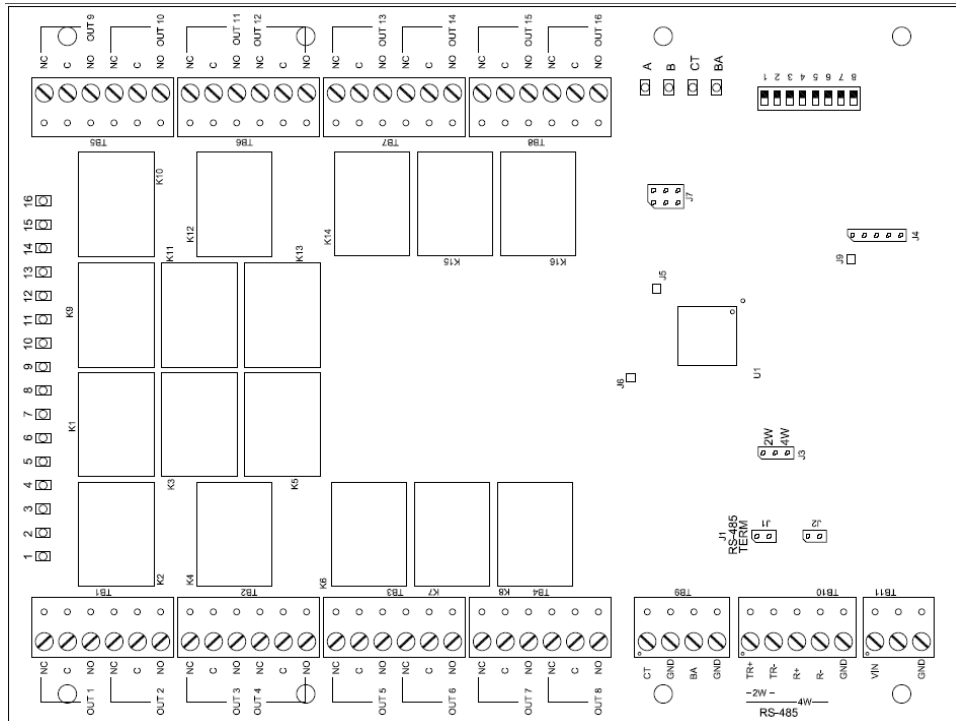 OUT 9
OUT 10
OUT 11
OUT 12
OUT 13
OUT 14
OUT 15
OUT 16
NC C NO NC C NO NC C NO NC C NO NC C NO NC C NO NC C NO NC C NO
A B CT BA
1 2 3 4 5 6 7 8
TB5 TB6 TB7 TB8
K10
K12
K14
K11
K13
K15
K16
J7
J4
J9
J5
16
15
14
13
12
11
10
9
8
7
6
5
4
3
2
1
K9
K1
U1
J6
2W
4W
J3
K3
K5
J1
RS-485
TERM
J1
J2
K2
K4
K6
K7
K8
TB1 TB2 TB3 TB4 TB9 TB10 TB11
NC C NO NC C NO NC C NO NC C NO NC C NO NC C NO NC C NO NC C NO
CT GND BA GND
TR+ TR- R+ R- GND
VIN GND
OUT 1
OUT 2
OUT 3
OUT 4
OUT 5
OUT 6
OUT 7
OUT 8
2W
4W
RS-485